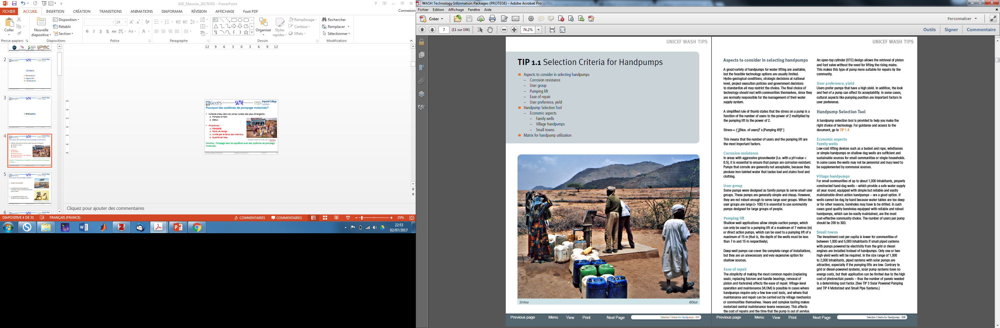 JDD_Meunier_20170701 - PowerPoint
FICHIER
ACCUEIL
INSERTION
CRÉATION
TRANSITIONS
ANIMATIONS
DIAPORAMA
RÉVISION
AFFICHAGE
Foxit PDF
Connexion
Coller
Nouvelle
diapositive
Disposition
Rétablir
Section
24
Organiser
Styles
rapides
Remplissage
Contour
Effets
Rechercher
Remplacer
Sélectionner
Presse-papiers
Diapositives
Police
Paragraphe
Dessin
Modification
12 9 6 3 0 3 6 9 12
UPMC
2
Contenu
I. Motivation
II. Approche
III. Réalisation
3
I. Motivation
4
5
6
GeePs
SATIE
cep
Imperial College
London
Pourquoi des systèmes de pompage motorisés?
Collecte d'eau dans les zones rurales des pays émergents:
Pompes à main
Seaux
Problèmes :
Pénibilité
Perte de temps
Limité par la force des individus
Qualité de l'eau
Solution : Pompage dans les aquifères avec des systèmes de pompage
motorisés.
Cliquez pour ajouter des commentaires
DIAPOSITIVE 4 DE 31
FRANÇAIS (FRANCE)
COMMENTAIRES
COMMENTAIRES
25%
22:53
02/07/2017
WASH Technology Information Packages (PROTEGE) - Adobe Acrobat Pro
Fichier Edition Affichage Fenêtre Aide
Créer
Personnaliser
7
(11 sur 194)
74.2%
Outils
Signer
Commentaire
UNICEF WASH TIPS
TIP 1.1 Selection Criteria for Handpumps
Aspects to consider in selecting handpumps
– Corrosion resistance
– User group
– Pumping lift
– Ease of repair
– User preference, yield
Handpump Selection Tool
– Economic aspects
– Family wells
– Village handpumps
– Small towns
Matrix for handpump utilization
Eritrea
©Skat
Previous page
Menu
View
Print
Next Page
Selection Criteria for Handpumps : 007
UNICEF WASH TIPS
Aspects to consider in selecting handpumps
A great variety of handpumps for water lifting are available,
but the feasible technology options are usually limited.
Hydro-geological conditions, strategic decisions at national
level, project execution policies and government decisions
to standardize all may restrict the choice. The final choice of
technology should rest with communities themselves, since they
are normally responsible for the management of their water
supply system.
A simplified rule of thumb states that the stress on a pump is a
function of the number of users to the power of 2 multiplied by
the pumping lift to the power of 2.
This means that the number of users and the pumping lift are
the most important factors.
Corrosion resistance
In areas with aggressive groundwater (i.e. with a pH value <
6.5), it is essential to ensure that pumps are corrosion-resistant.
Pumps that corrode are generally not acceptable, because they
produce iron-tainted water that tastes bad and stains food and
clothing.
User group
Some pumps were designed as family pumps to serve small user
groups. These pumps are generally simple and cheap. However,
they are not robust enough to serve large user groups. When the
user groups are large (> 100) it is essential to use community
pumps designed for large groups of people.
Pumping lift
Shallow well applications allow simple suction pumps, which
can only be used to a pumping lift of a maximum of 7 metres (m)
or direct action pumps, which can be used to a pumping lift of a
maximum of 15 m (that is, the depth of the wells must be less
than 7 m and 15 m respectively).
Deep-well pumps can cover the complete range of installations,
but they are an unnecessary and very expensive option for
shallow sources.
Ease of repair
The simplicity of making the most common repairs (replacing
seals, replacing fulcrum and handle bearings, removal of
piston and footvalve) affects the ease of repair. Village-level
operation and maintenance (VLOM) is possible in cases where
handpumps require only a few low-cost tools, and where that
maintenance and repair can be carried out by village mechanics
or communities themselves. Heavy and complex tooling makes
motorized central maintenance teams necessary. This affects
the cost of repairs and the time that the pump is out of service.
An open-top cylinder (OTC) design allows the retrieval of piston
and foot valve without the need for lifting the rising mains.
This makes this type of pump more suitable for repairs by the
community.
User preference, yield
Users prefer pumps that have a high yield. In addition, the look
and feel of a pump can affect its acceptability. In some cases,
cultural aspects like pumping position are important factors in
user preference.
Handpump Selection Tool
A handpump selection tool is provided to help you make the
right choice of technology. For guidance and access to the
document, go to TIP 1.4.
Economic aspects
Family wells
Low-cost lifting devices such as a bucket and rope, windlasses
or simple handpumps on shallow dug wells are sufficient and
sustainable sources for small communities or single households.
In some cases the wells may not be perennial and may need to
be supplemented by communal sources.
Village handpumps
For small communities of up to about 1,000 inhabitants, properly
constructed hand-dug wells – which provide a safe water supply
all year round, equipped with simple but reliable and easily
maintainable direct action handpumps – are a good option. If
wells cannot be dug by hand because water tables are too deep
or for other reasons, boreholes may have to be drilled. In such
cases good quality boreholes equipped with reliable and robust
handpumps, which can be easily maintained, are the most
cost-effective community choice. The number of users per pump
should be 200 to 300.
Small towns
The investment cost per capita is lower for communities of
between 1,000 and 5,000 inhabitants if small piped systems
with pumps powered by electricity from the grid or diesel
engines are installed instead of handpumps. Only one or two
high-yield wells will be required. In the size range of 1,000
to 2,000 inhabitants, piped systems with solar pumps are
attractive, especially if the pumping lifts are low. Contrary to
grid or diesel-powered systems, solar pump systems have no
energy costs, but their application can be limited due to the high
cost of photovoltaic panels – thus the number of panels needed
is a determining cost factor. (See TIP 3 Solar Powered Pumping
and TIP 4 Motorized and Small Pipe Systems.)
Previous page
Menu
View
Print
Next Page
Selection Criteria for Handpumps : 008